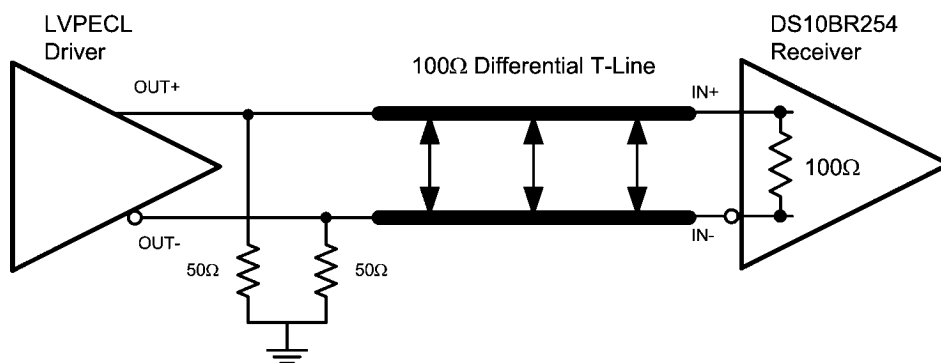 LVPECL
Driver
OUT+
OUT-
50Ω
50Ω
100Ω Differential T-Line
IN+
IN-
DS10BR254
Receiver
100Ω